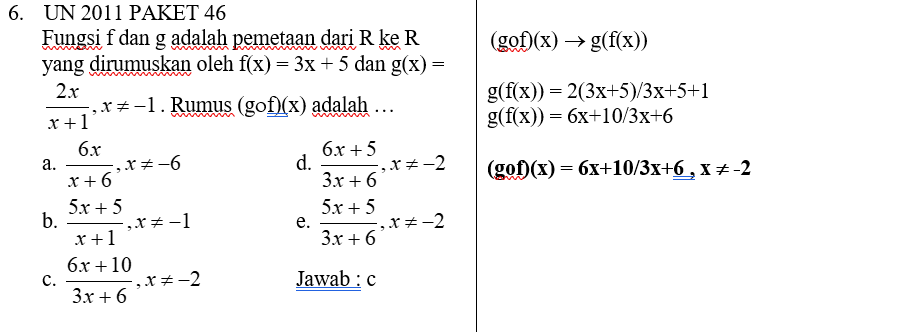 6. UN 2011 PAKET 46
Fungsi f dan g adalah pemetaan dari R ke R
yang dirumuskan oleh f(x) = 3x + 5 dan g(x) =
2x
x + 1
, x ≠ −1 . Rumus (gof)(x) adalah …
a. 6x
x + 6
, x ≠ −6
b. 5x + 5
x + 1
, x ≠ −1
c. 6x + 10
3x + 6
, x ≠ −2
d. 6x + 5
3x + 6
, x ≠ −2
e. 5x + 5
3x + 6
, x ≠ −2
Jawab : c
(gof)(x) → g(f(x))
g(f(x)) = 2(3x+5)/3x+5+1
g(f(x)) = 6x+10/3x+6
(gof)(x) = 6x+10/3x+6 , x ≠ -2